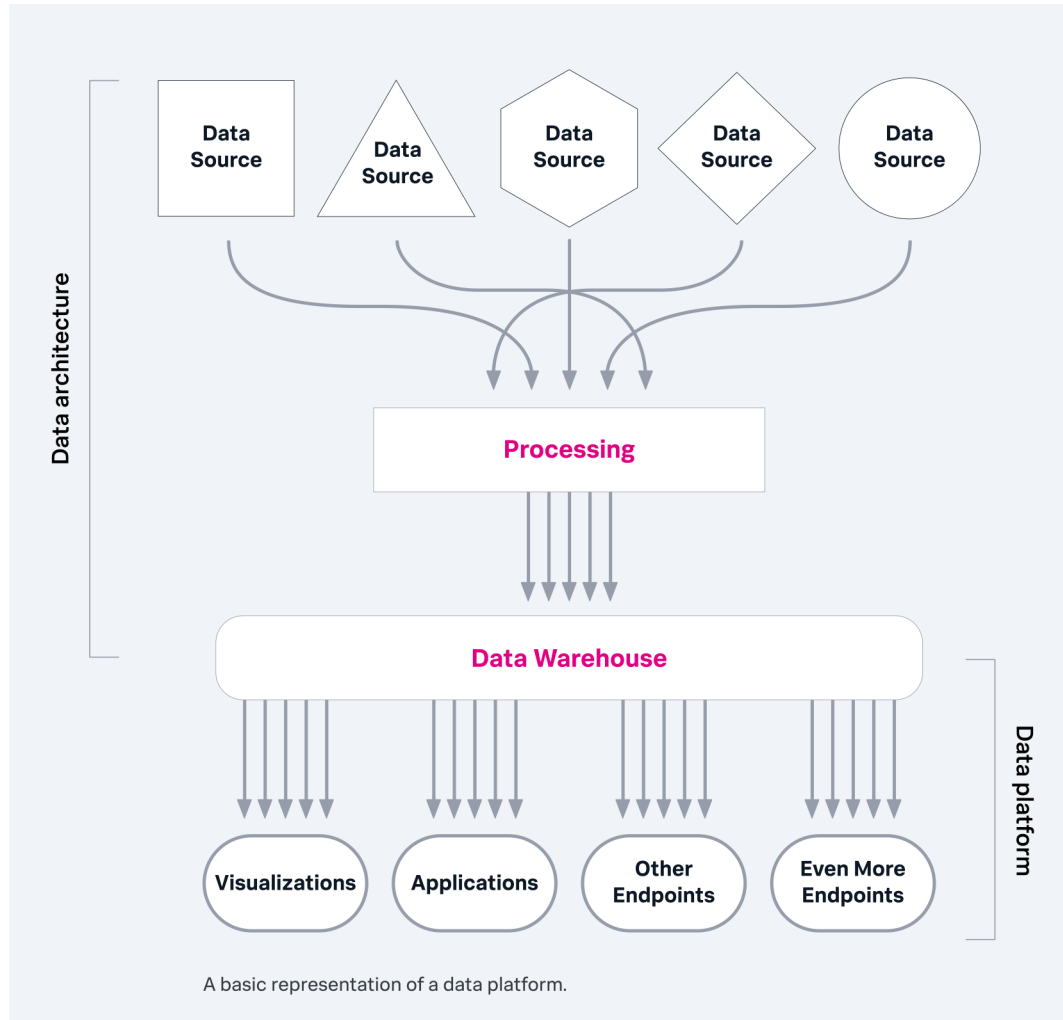 Data
Source
Data
Source
Data
Source
Data
Source
Data
Source
Data architecture
Processing
Data Warehouse
Data platform
Visualizations
Applications
Other
Endpoints
Even More
Endpoints
A basic representation of a data platform.